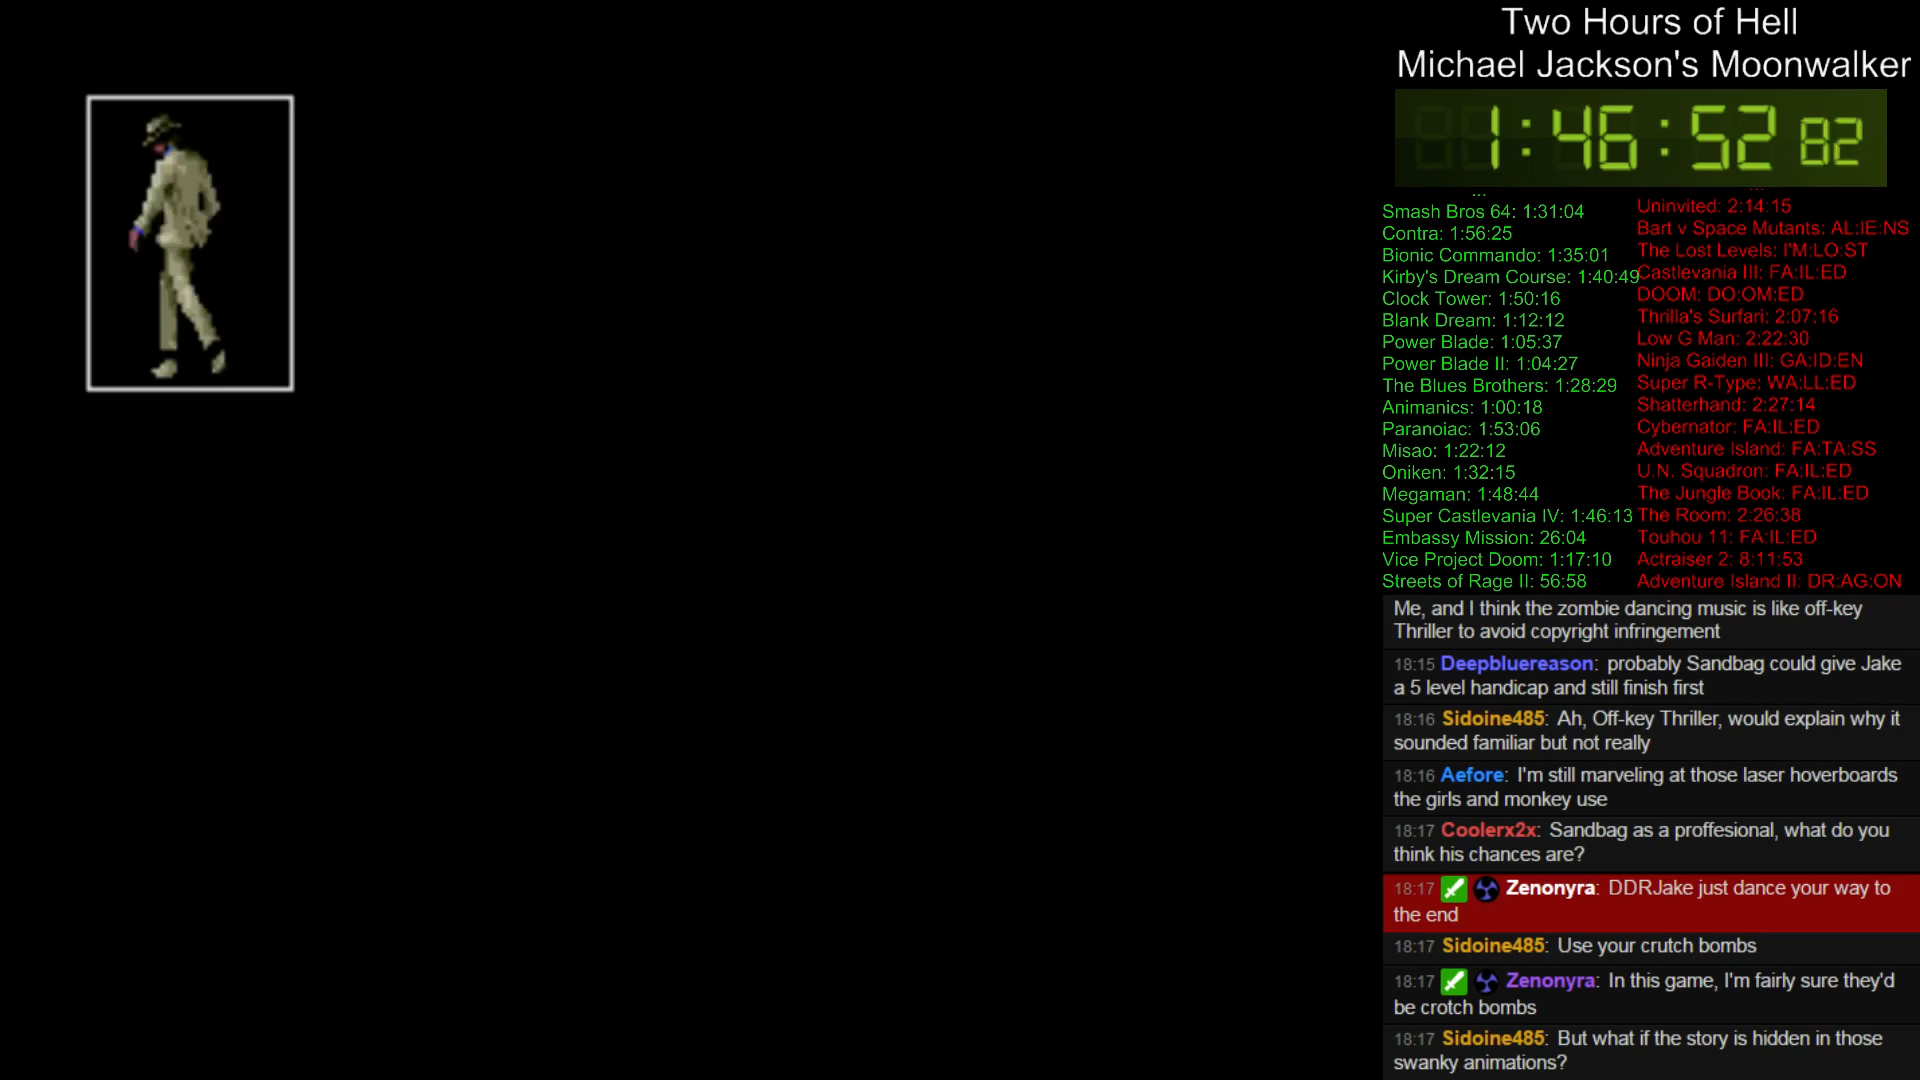 Two Hours of Hell
Michael Jackson's Moonwalker
1:46:52 82
...
Smash Bros 64: 1:31:04
Contra: 1:56:25
Bionic Commando: 1:35:01
Kirby's Dream Course: 1:40:49
Clock Tower: 1:50:16
Blank Dream: 1:12:12
Power Blade: 1:05:37
Power Blade II: 1:04:27
The Blues Brothers: 1:28:29
Animanics: 1:00:18
Paranoiac: 1:53:06
Misao: 1:22:12
Oniken: 1:32:15
Megaman: 1:48:44
Super Castlevania IV: 1:46:13
Embassy Mission: 26:04
Vice Project Doom: 1:17:10
Streets of Rage II: 56:58
...
Uninvited: 2:14:15
Bart v Space Mutants: AL:IE:NS
The Lost Levels: I'M:LO:ST
Castlevania III: FA:IL:ED
DOOM: DO:OM:ED
Thrilla's Surfari: 2:07:16
Low G Man: 2:22:30
Ninja Gaiden III: GA:ID:EN
Super R-Type: WA:LL:ED
Shatterhand: 2:27:14
Cybernator: FA:IL:ED
Adventure Island: FA:TA:SS
U.N. Squadron: FA:IL:ED
The Jungle Book: FA:IL:ED
The Room: 2:26:38
Touhou 11: FA:IL:ED
Actraiser 2: 8:11:53
Adventure Island II: DR:AG:ON
Me, and I think the zombie dancing music is like off-key
Thriller to avoid copyright infringement
18:15 Deepbluereason: probably Sandbag could give Jake
a 5 level handicap and still finish first
18:16 Sidoine485: Ah, Off-key Thriller, would explain why it
sounded familiar but not really
18:16 Aefore: I'm still marveling at those laser hoverboards
the girls and monkey use
18:17 Coolerx2x: Sandbag as a proffesional, what do you
think his chances are?
18:17 Zenonyra: DDRJake just dance your way to
the end
18:17 Sidoine485: Use your crutch bombs
18:17 Zenonyra: In this game, I'm fairly sure they'd
be crotch bombs
18:17 Sidoine485: But what if the story is hidden in those
swanky animations?